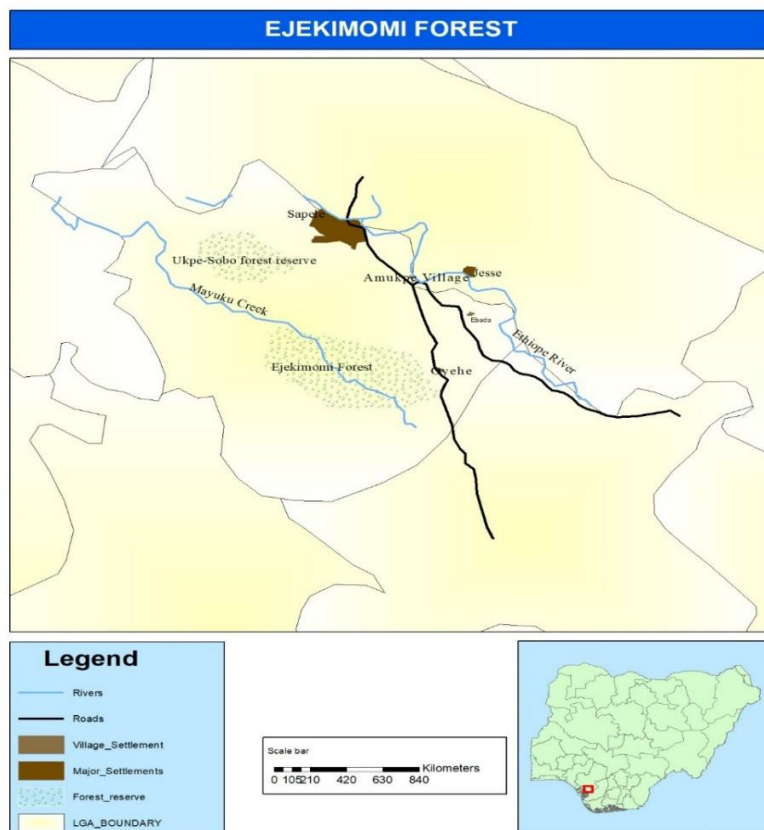 EJEKIMOMI FOREST
Sapele
Ukpe-Sobo forest reserve
Amukpe Village
Jesse
Mayuku Creek
Ebada
Ethiope River
Ejekimomi Forest
Oyehe
Legend
Rivers
Roads
Village_Settlement
Major_Settlements
Forest_reserve
LGA_BOUNDARY
Scale bar
Kilometers
0 105210 420 630 840